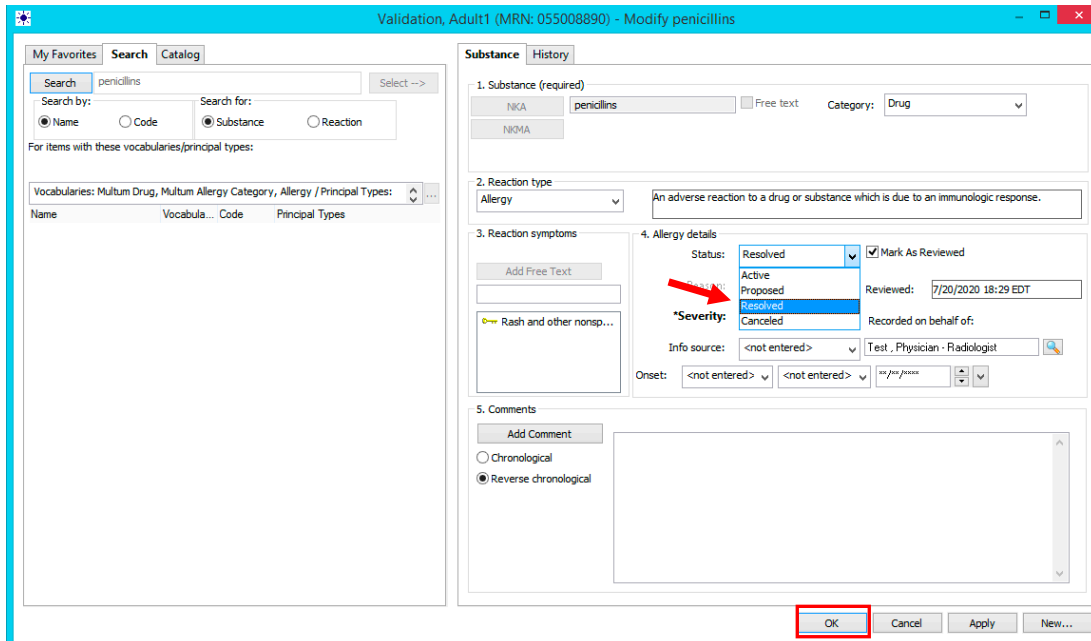 Validation, Adult1 (MRN: 055008890) - Modify penicillins
My Favorites Search Catalog
Search penicillins Select -->
Search by: Search for:
Name Code Substance Reaction
For items with these vocabularies/principal types:
Vocabularies: Multum Drug, Multum Allergy Category, Allergy / Principal Types: ...
Name Vocabula... Code Principal Types
Substance History
1. Substance (required)
NKA penicillins Free text Category: Drug
NKMA
2. Reaction type
Allergy An adverse reaction to a drug or substance which is due to an immunologic response.
3. Reaction symptoms
Add Free Text
Rash and other nonsp...
4. Allergy details
Status: Resolved Mark As Reviewed
Active
Reason: Proposed Reviewed: 7/20/2020 18:29 EDT
Resolved
*Severity: Canceled Recorded on behalf of:
Info source: <not entered> Test , Physician - Radiologist
Onset: <not entered> <not entered> **/**/****
5. Comments
Add Comment
Chronological
Reverse chronological
OK Cancel Apply New...